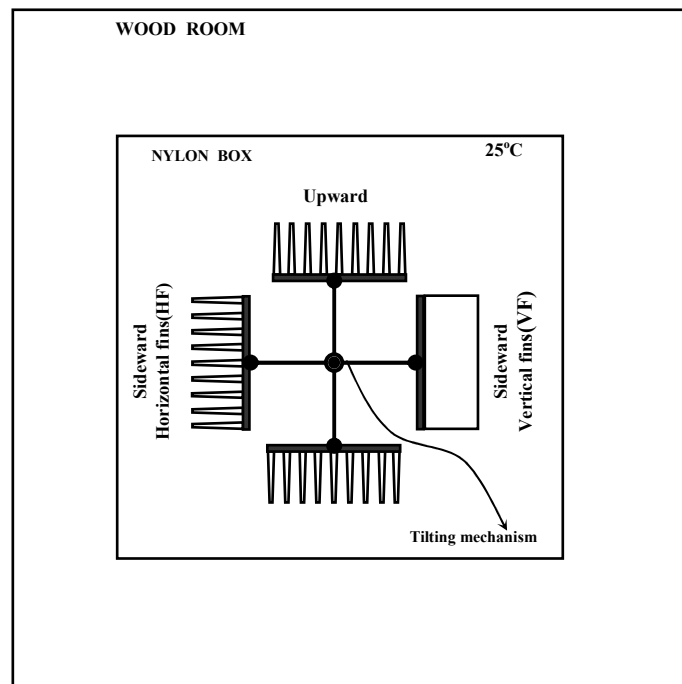 WOOD ROOM
NYLON BOX
25°C
Upward
Sideward
Horizontal fins(HF)
Sideward
Vertical fins(VF)
Tilting mechanism